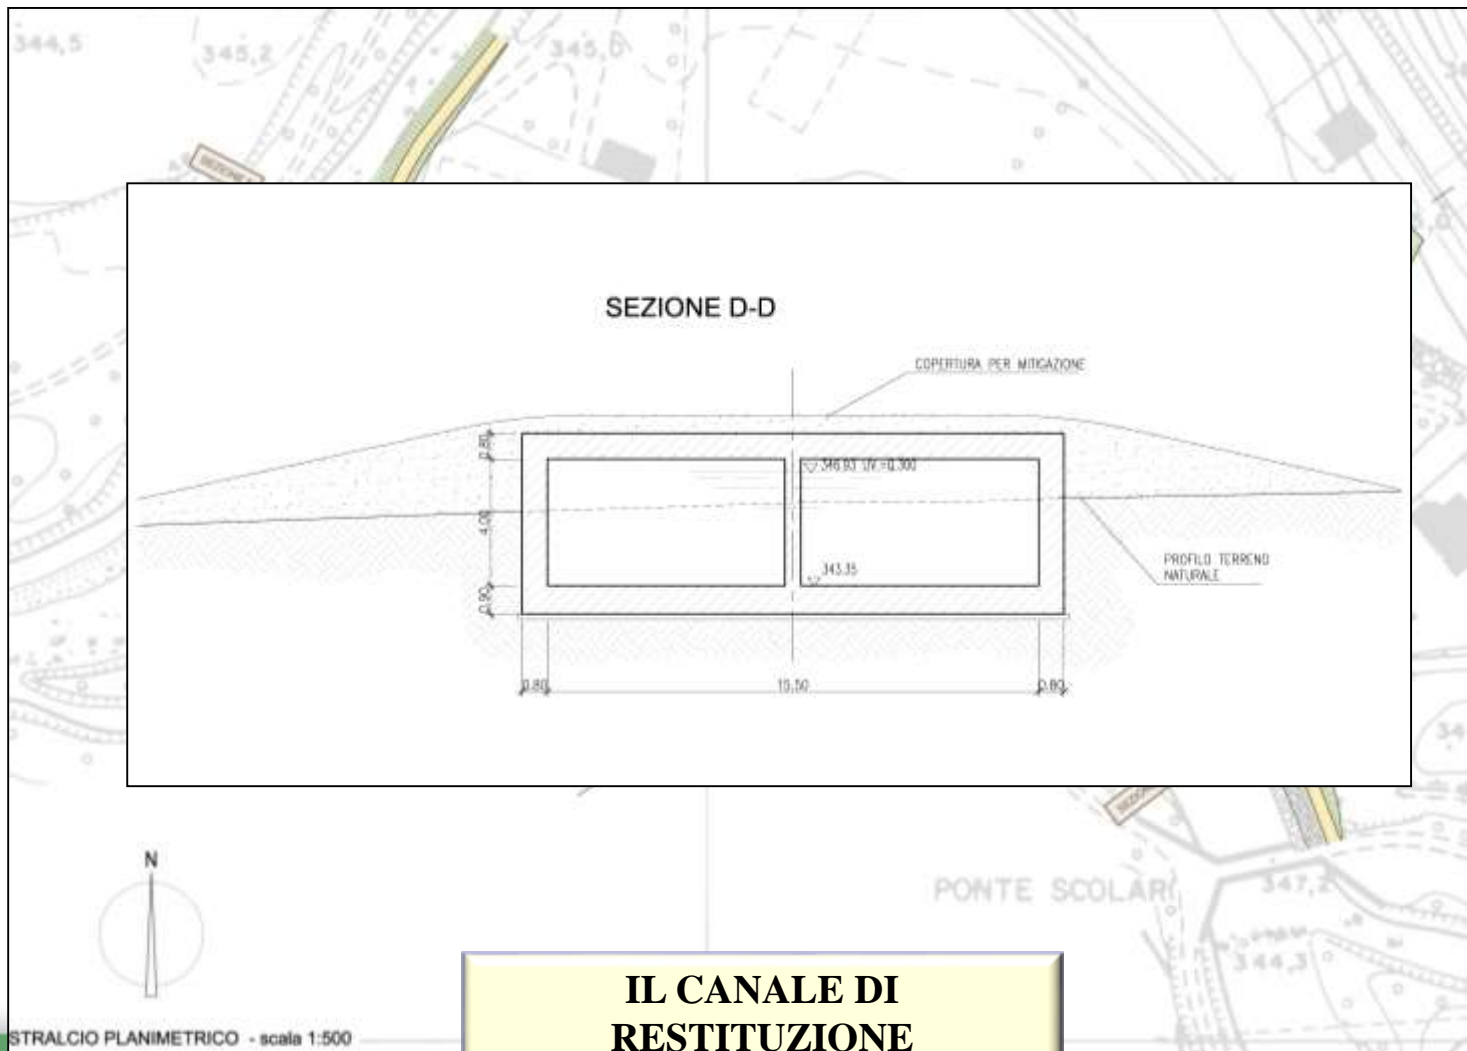 344,5
345,2
345,0
SEZIONE D-D
COPERTURA PER MITIGAZIONE
0.80
346.93 LIV.=Q.300
4.00
343.35
PROFILO TERRENO
NATURALE
0.90
0.80
15.50
0.80
N
PONTE SCOLARI
347,2
344,3
STRALCIO PLANIMETRICO - scala 1:500
IL CANALE DI
RESTITUZIONE